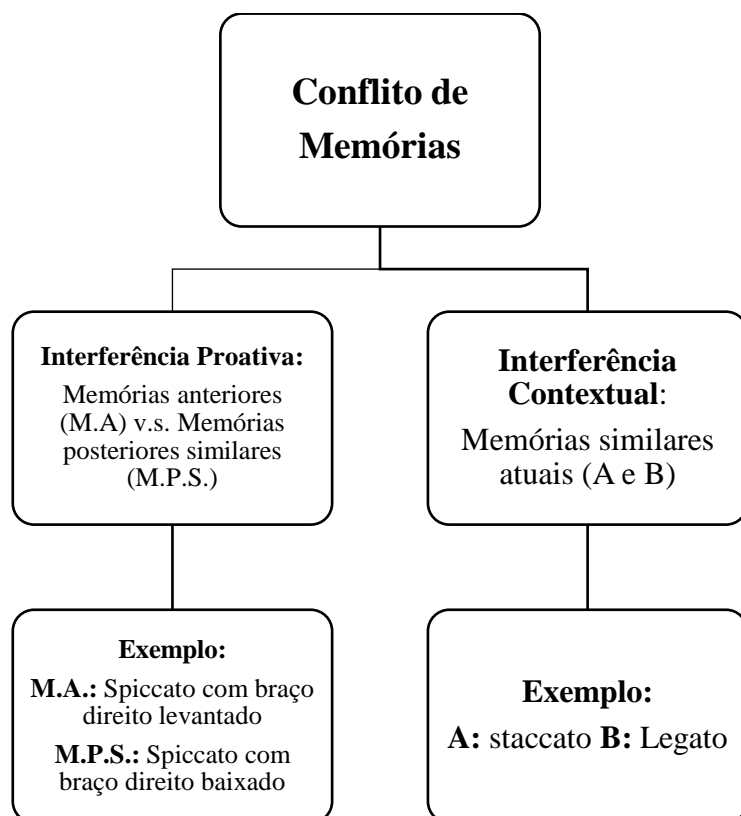 Conflito de
Memórias
Interferência Proativa:
Memórias anteriores
(M.A) v.s. Memórias
posteriores similares
(M.P.S.)
Interferência
Contextual:
Memórias similares
atuais (A e B)
Exemplo:
M.A.: Spiccato com braço
direito levantado
M.P.S.: Spiccato com
braço direito baixado
Exemplo:
A: staccato B: Legato